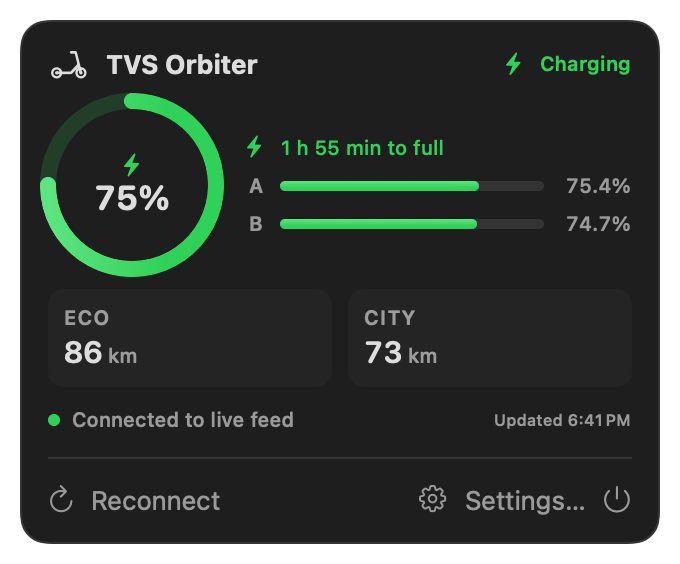 TVS Orbiter
Charging
75%
1 h 55 min to full
A 75.4%
B 74.7%
ECO
86 km
CITY
73 km
Connected to live feed
Updated 6:41 PM
Reconnect
Settings...